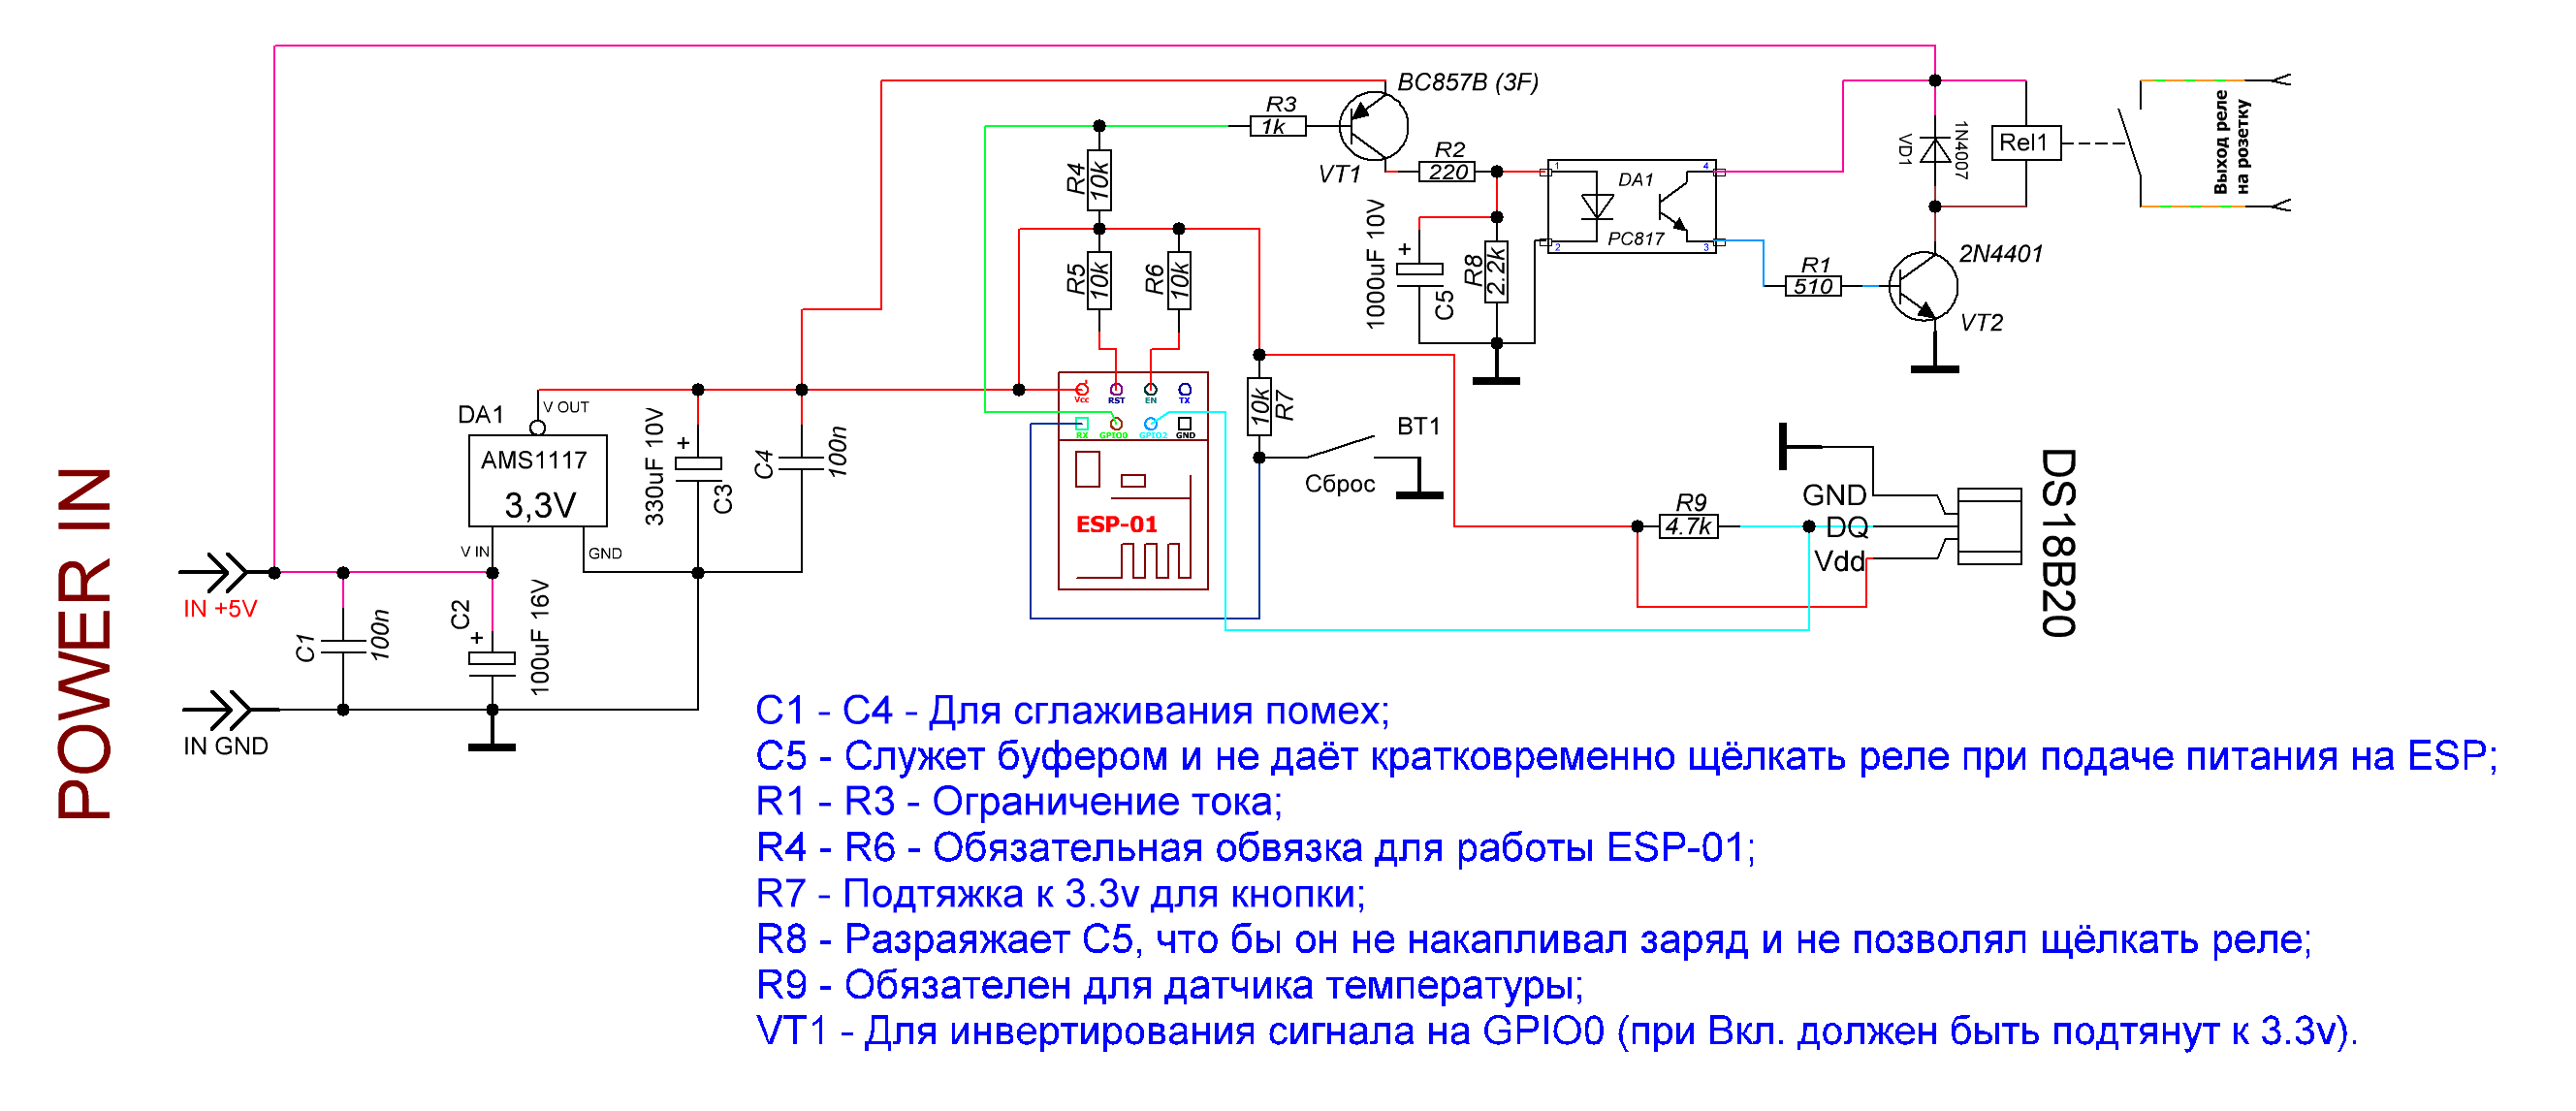 POWER IN
IN +5V
IN GND
C1
100n
C2
100uF 16V
DA1
V OUT
AMS1117
3,3V
V IN
GND
330uF 10V
C3
C4
100n
R4
10k
R5
10k
R6
10k
R3
1k
BC857B (3F)
VT1
R2
220
1000uF 10V
C5
R8
2.2k
DA1
PC817
1
2
3
4
R1
510
2N4401
VT2
VD1
1N4007
Rel1
Выход реле
на розетку
Vcc
RST
EN
TX
RX
GPIO0
GPIO2
GND
ESP-01
10k
R7
BT1
Сброс
R9
4.7k
GND
DQ
Vdd
DS18B20
C1 - C4 - Для сглаживания помех;
C5 - Служет буфером и не даёт кратковременно щёлкать реле при подаче питания на ESP;
R1 - R3 - Ограничение тока;
R4 - R6 - Обязательная обвязка для работы ESP-01;
R7 - Подтяжка к 3.3v для кнопки;
R8 - Разраяжает C5, что бы он не накапливал заряд и не позволял щёлкать реле;
R9 - Обязателен для датчика температуры;
VT1 - Для инвертирования сигнала на GPIO0 (при Вкл. должен быть подтянут к 3.3v).